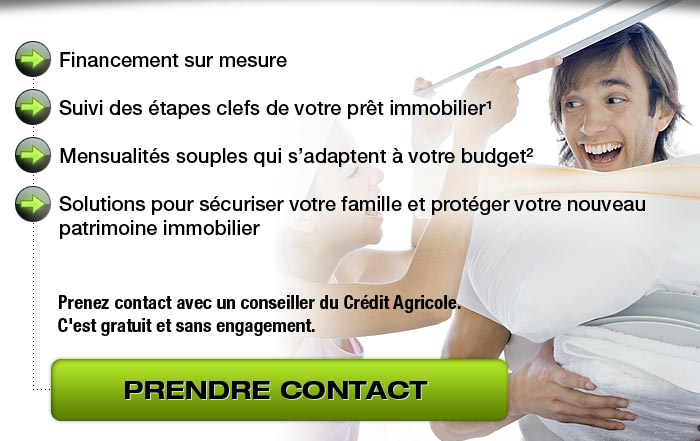 Financement sur mesure
Suivi des étapes clefs de votre prêt immobilier¹
Mensualités souples qui s’adaptent à votre budget²
Solutions pour sécuriser votre famille et protéger votre nouveau
patrimoine immobilier
Prenez contact avec un conseiller du Crédit Agricole.
C'est gratuit et sans engagement.
PRENDRE CONTACT